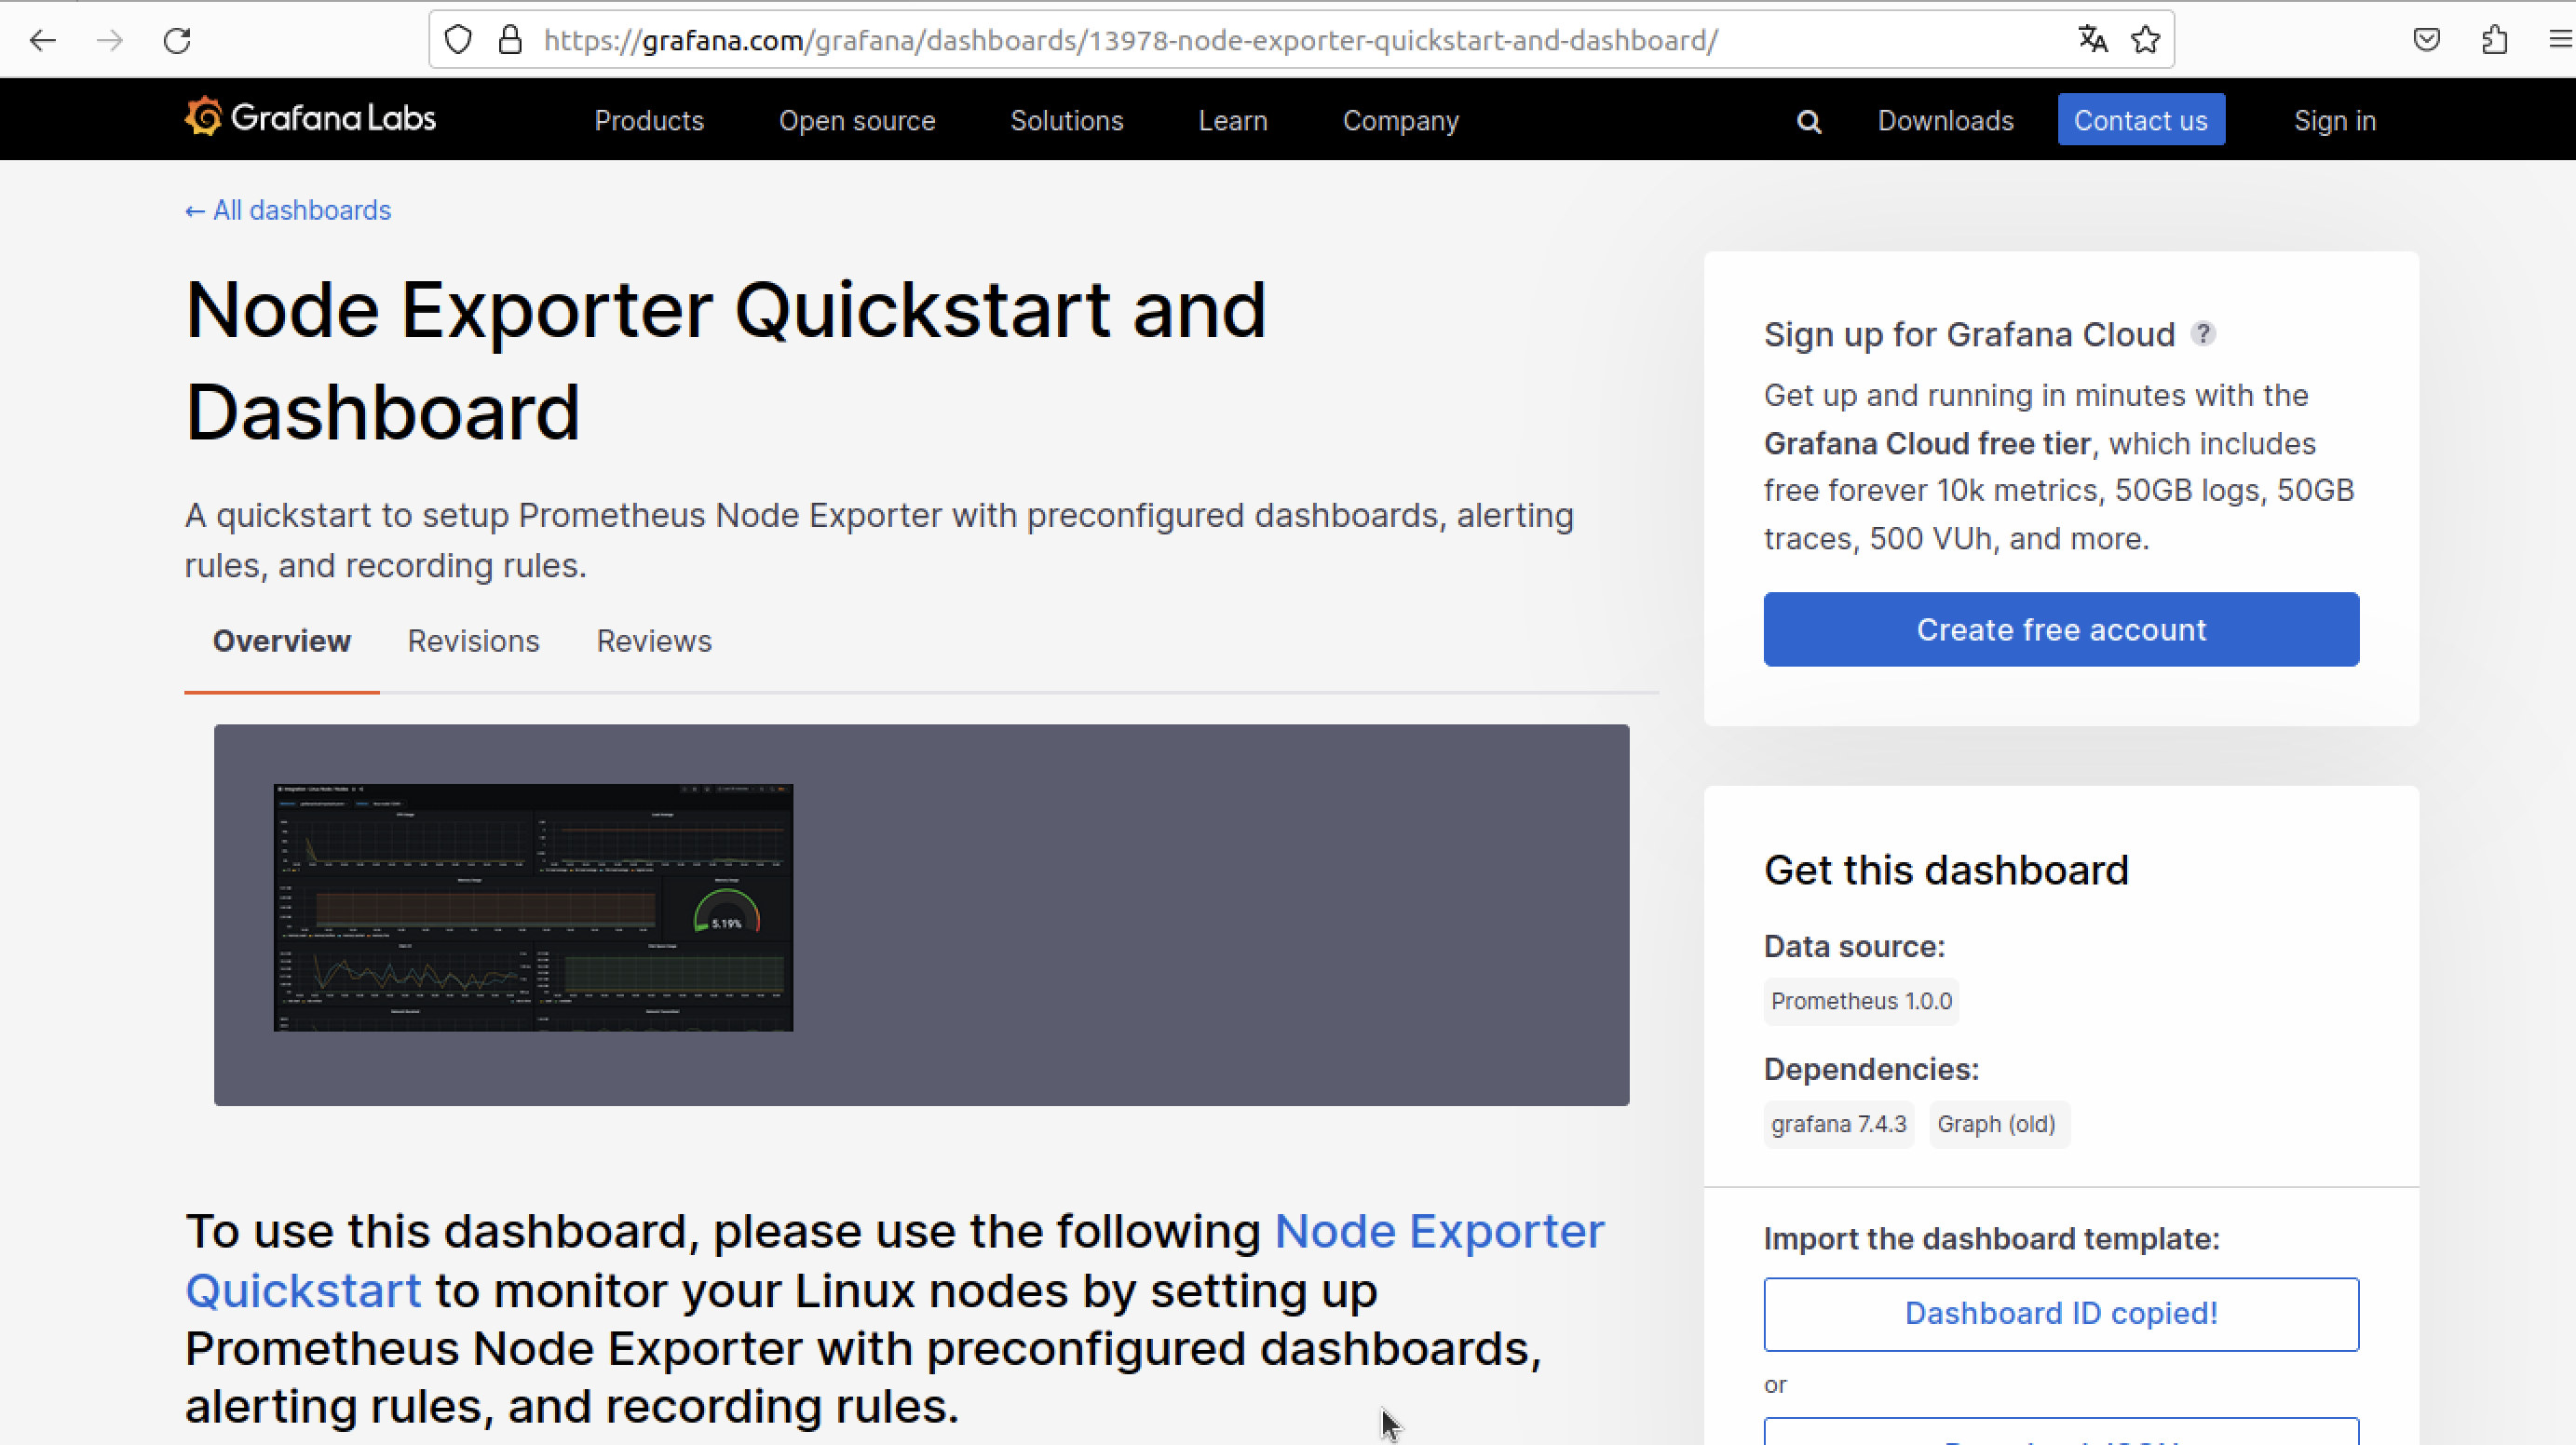 https://grafana.com/grafana/dashboards/13978-node-exporter-quickstart-and-dashboard/
Grafana Labs
Products Open source Solutions Learn Company Downloads Contact us Sign in
← All dashboards
Node Exporter Quickstart and
Dashboard
A quickstart to setup Prometheus Node Exporter with preconfigured dashboards, alerting
rules, and recording rules.
Overview Revisions Reviews
5.19%
To use this dashboard, please use the following Node Exporter
Quickstart to monitor your Linux nodes by setting up
Prometheus Node Exporter with preconfigured dashboards,
alerting rules, and recording rules.
Sign up for Grafana Cloud ?
Get up and running in minutes with the
Grafana Cloud free tier, which includes
free forever 10k metrics, 50GB logs, 50GB
traces, 500 VUh, and more.
Create free account
Get this dashboard
Data source:
Prometheus 1.0.0
Dependencies:
grafana 7.4.3 Graph (old)
Import the dashboard template:
Dashboard ID copied!
or